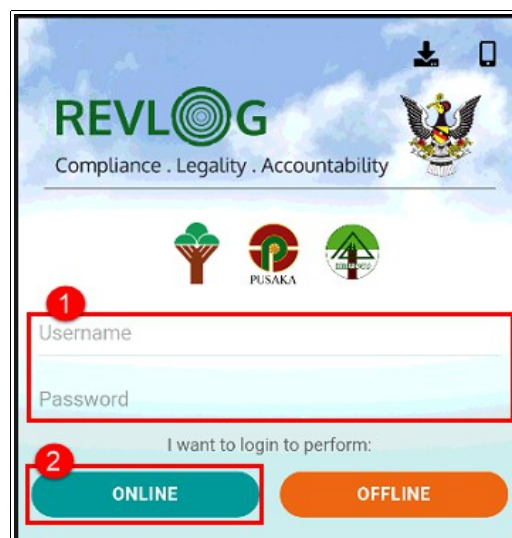 REVLOG
Compliance . Legality . Accountability
PUSAKA
1
Username
Password
I want to login to perform:
2
ONLINE
OFFLINE